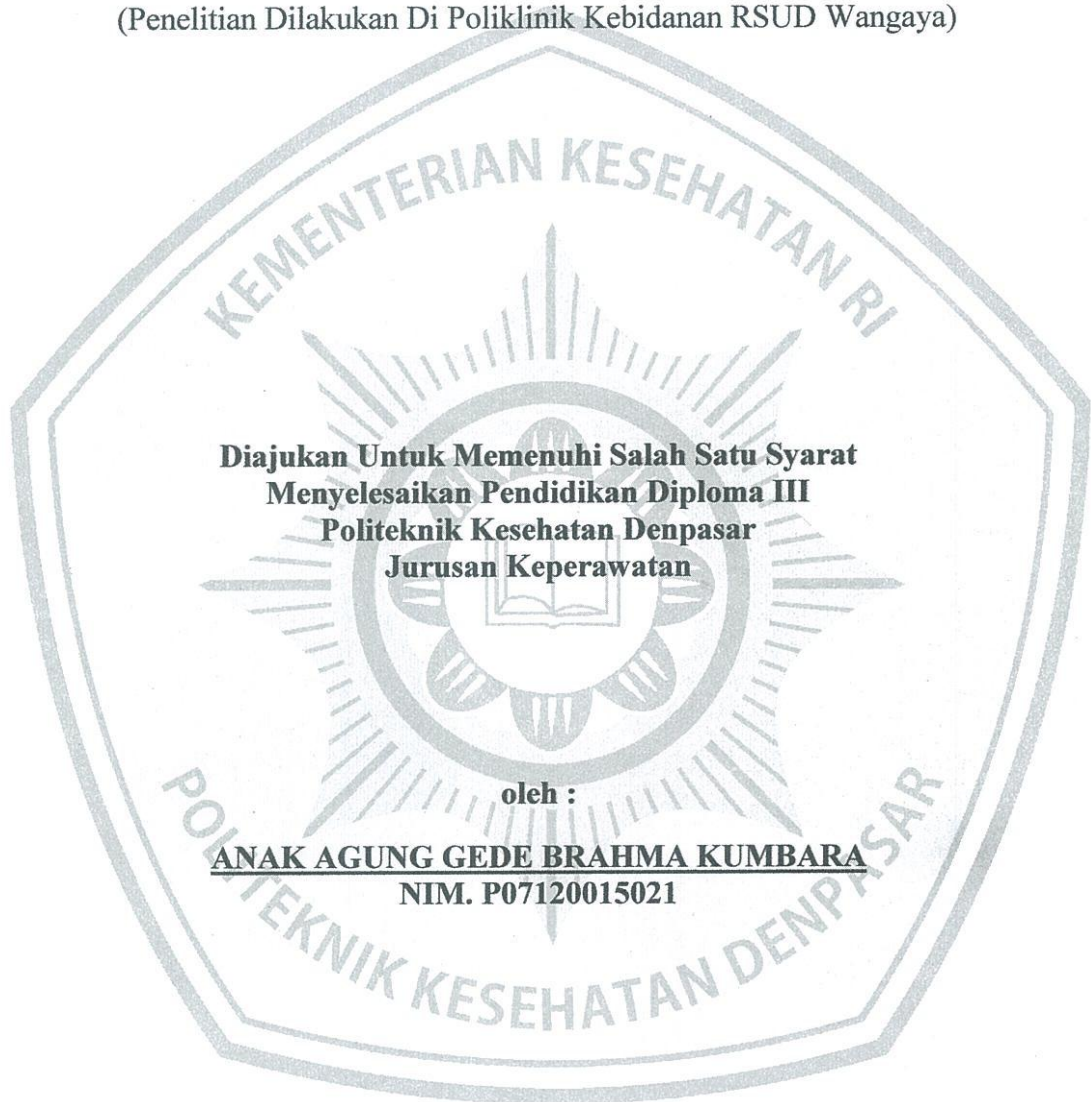 (Penelitian Dilakukan Di Poliklinik Kebidanan RSUD Wangaya)
KEMENTERIAN KESEHATAN RI
Diajukan Untuk Memenuhi Salah Satu Syarat
Menyelesaikan Pendidikan Diploma III
Politeknik Kesehatan Denpasar
Jurusan Keperawatan
oleh :
ANAK AGUNG GEDE BRAHMA KUMBARA
NIM. P07120015021
POLITEKNIK KESEHATAN DENPASAR